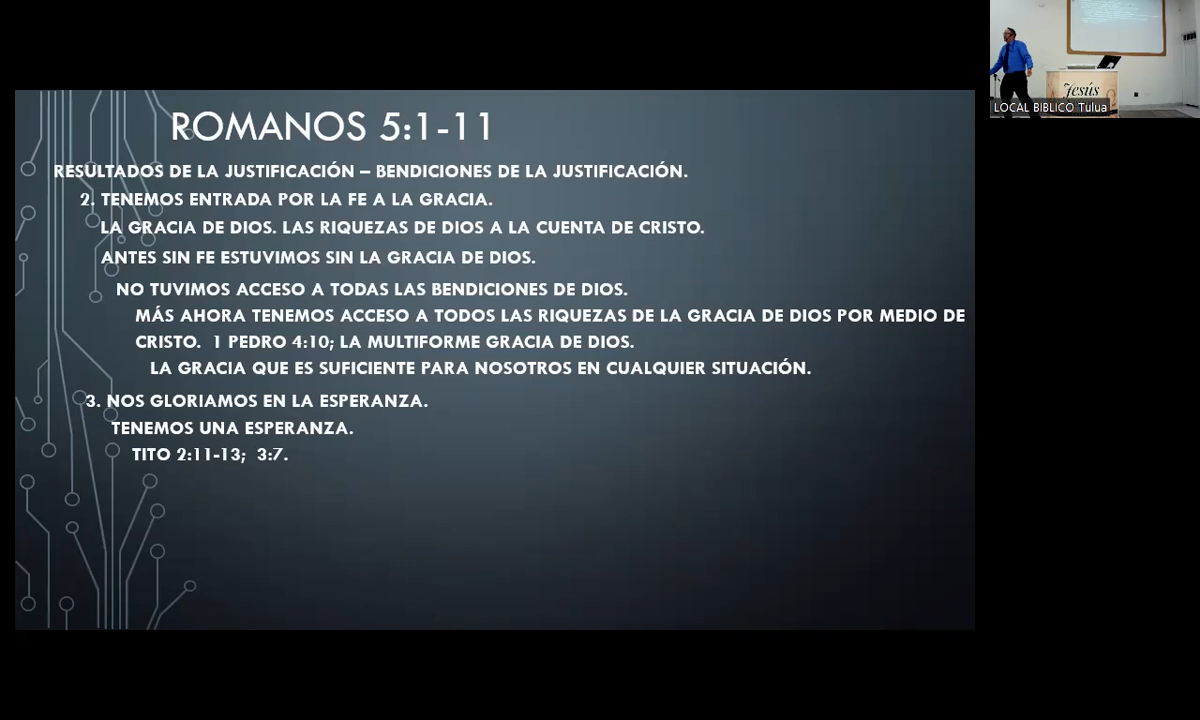 ROMANOS 5:1-11
RESULTADOS DE LA JUSTIFICACIÓN – BENDICIONES DE LA JUSTIFICACIÓN.
2. TENEMOS ENTRADA POR LA FE A LA GRACIA.
LA GRACIA DE DIOS. LAS RIQUEZAS DE DIOS A LA CUENTA DE CRISTO.
ANTES SIN FE ESTUVIMOS SIN LA GRACIA DE DIOS.
NO TUVIMOS ACCESO A TODAS LAS BENDICIONES DE DIOS.
MÁS AHORA TENEMOS ACCESO A TODOS LAS RIQUEZAS DE LA GRACIA DE DIOS POR MEDIO DE
CRISTO. 1 PEDRO 4:10; LA MULTIFORME GRACIA DE DIOS.
LA GRACIA QUE ES SUFICIENTE PARA NOSOTROS EN CUALQUIER SITUACIÓN.
3. NOS GLORIAMOS EN LA ESPERANZA.
TENEMOS UNA ESPERANZA.
TITO 2:11-13; 3:7.
Jesús
LOCAL BIBLICO Tulua